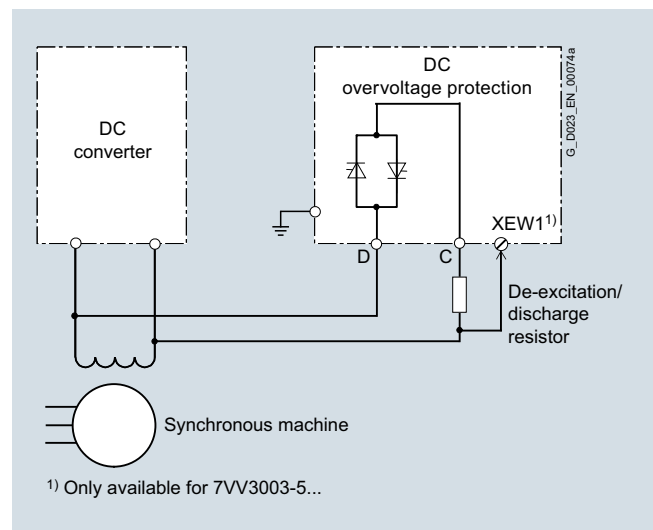 DC
converter
DC
overvoltage protection
G_D023_EN_00074a
XEW1¹⁾
D
C
De-excitation/
discharge
resistor
Synchronous machine
¹⁾ Only available for 7VV3003-5...